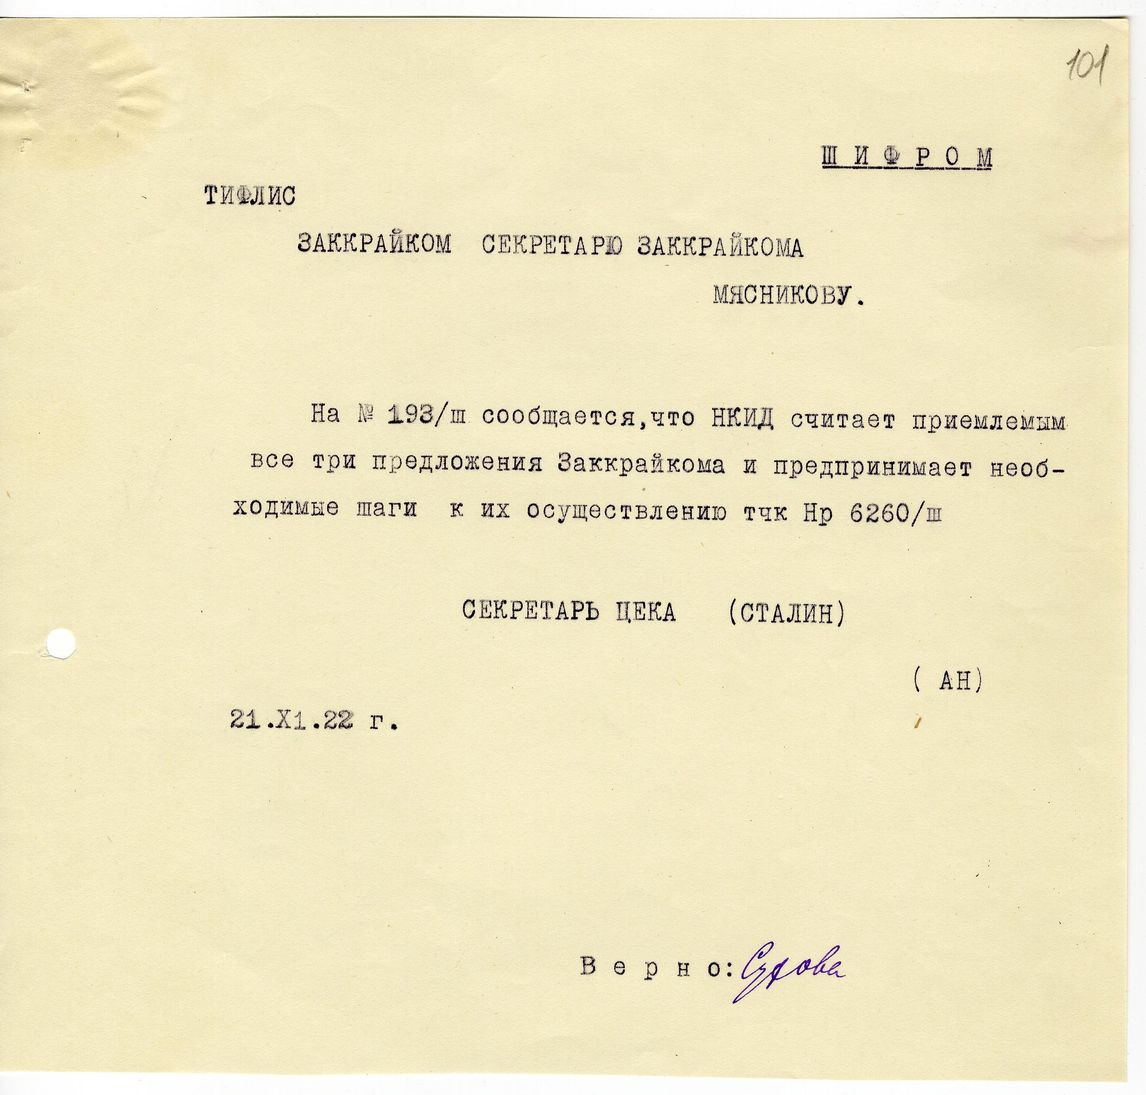 101
ШИФРОМ
ТИФЛИС
ЗАККРАЙКОМ СЕКРЕТАРЮ ЗАККРАЙКОМА
МЯСНИКОВУ.
На № 193/ш сообщается,что НКИД считает приемлемым
все три предложения Заккрайкома и предпринимает необ-
ходимые шаги к их осуществлению тчк Нр 6260/ш
СЕКРЕТАРЬ ЦЕКА (СТАЛИН)
( АН)
21.XI.22 г.
Верно: